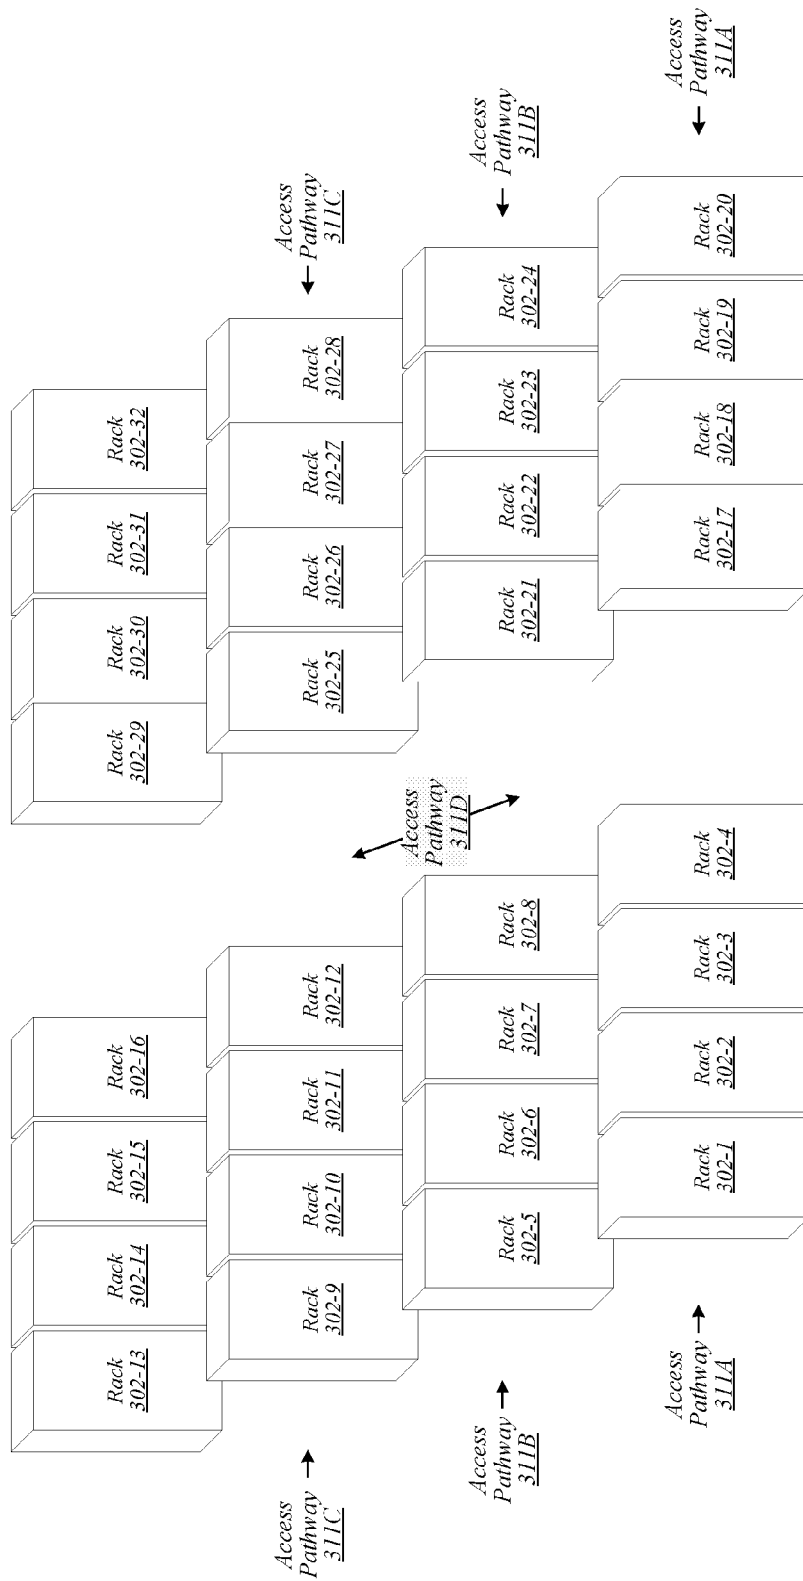 Rack
302-13
Rack
302-14
Rack
302-15
Rack
302-16
Rack
302-29
Rack
302-30
Rack
302-31
Rack
302-32
Access
Pathway
311C
Rack
302-9
Rack
302-10
Rack
302-11
Rack
302-12
Rack
302-25
Rack
302-26
Rack
302-27
Rack
302-28
Access
Pathway
311C
Access
Pathway
311D
Access
Pathway
311B
Rack
302-5
Rack
302-6
Rack
302-7
Rack
302-8
Rack
302-21
Rack
302-22
Rack
302-23
Rack
302-24
Access
Pathway
311B
Access
Pathway
311A
Rack
302-1
Rack
302-2
Rack
302-3
Rack
302-4
Rack
302-17
Rack
302-18
Rack
302-19
Rack
302-20
Access
Pathway
311A